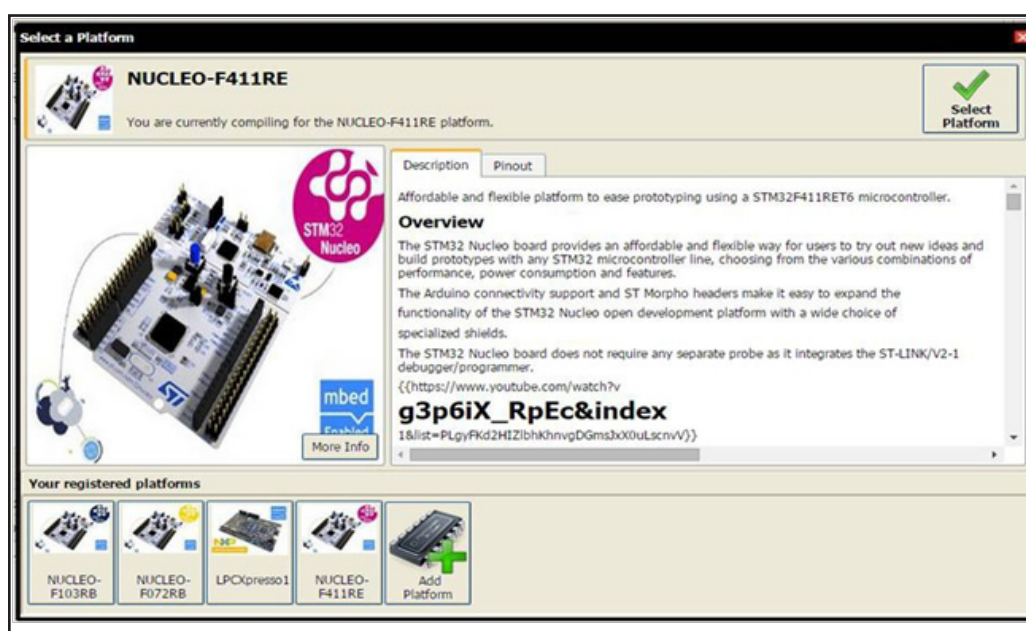 Select a Platform
NUCLEO-F411RE
You are currently compiling for the NUCLEO-F411RE platform.
Select
Platform
STM32
Nucleo
mbed
Enabled
More Info
Description
Pinout
Affordable and flexible platform to ease prototyping using a STM32F411RET6 microcontroller.
Overview
The STM32 Nucleo board provides an affordable and flexible way for users to try out new ideas and
build prototypes with any STM32 microcontroller line, choosing from the various combinations of
performance, power consumption and features.
The Arduino connectivity support and ST Morpho headers make it easy to expand the
functionality of the STM32 Nucleo open development platform with a wide choice of
specialized shields.
The STM32 Nucleo board does not require any separate probe as it integrates the ST-LINK/V2-1
debugger/programmer.
{{https://www.youtube.com/watch?v
g3p6iX_RpEc&index
Your registered platforms
NUCLEO-
F103RB
NUCLEO-
F072RB
NXP
LPCXpresso1
NUCLEO-
F411RE
Add
Platform